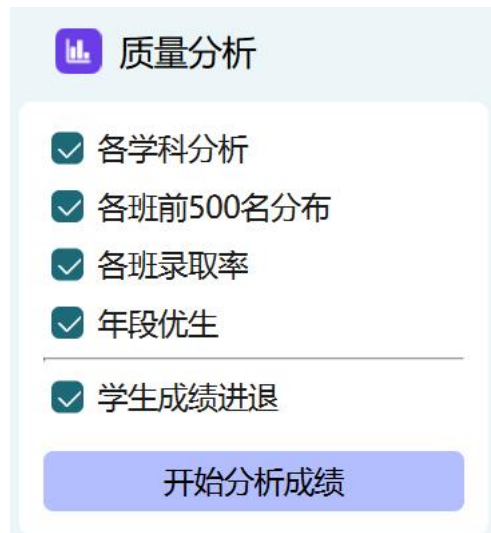 质量分析
各学科分析
各班前500名分布
各班录取率
年段优生
学生成绩进退
开始分析成绩